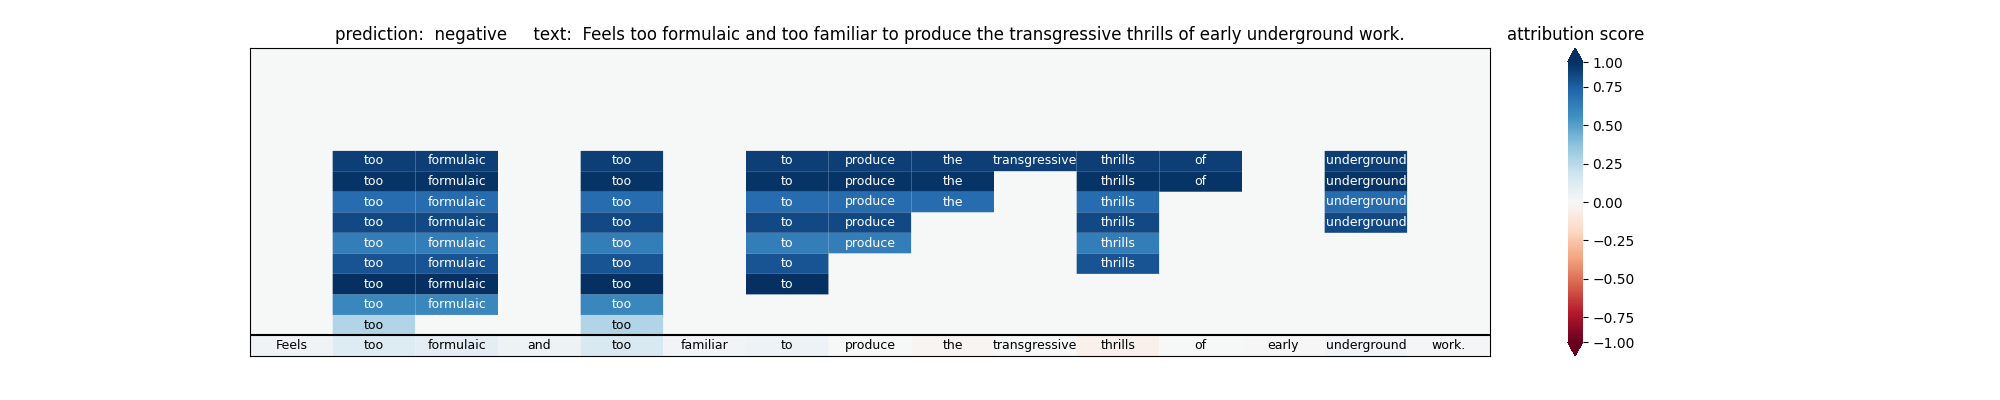 prediction:  negative     text:  Feels too formulaic and too familiar to produce the transgressive thrills of early underground work.
attribution score
too formulaic too to produce the transgressive thrills of underground
too formulaic too to produce the thrills of underground
too formulaic too to produce the thrills underground
too formulaic too to produce thrills underground
too formulaic too to produce thrills
too formulaic too to thrills
too formulaic too to
too formulaic too
too too
Feels too formulaic and too familiar to produce the transgressive thrills of early underground work.
1.00
0.75
0.50
0.25
0.00
−0.25
−0.50
−0.75
−1.00